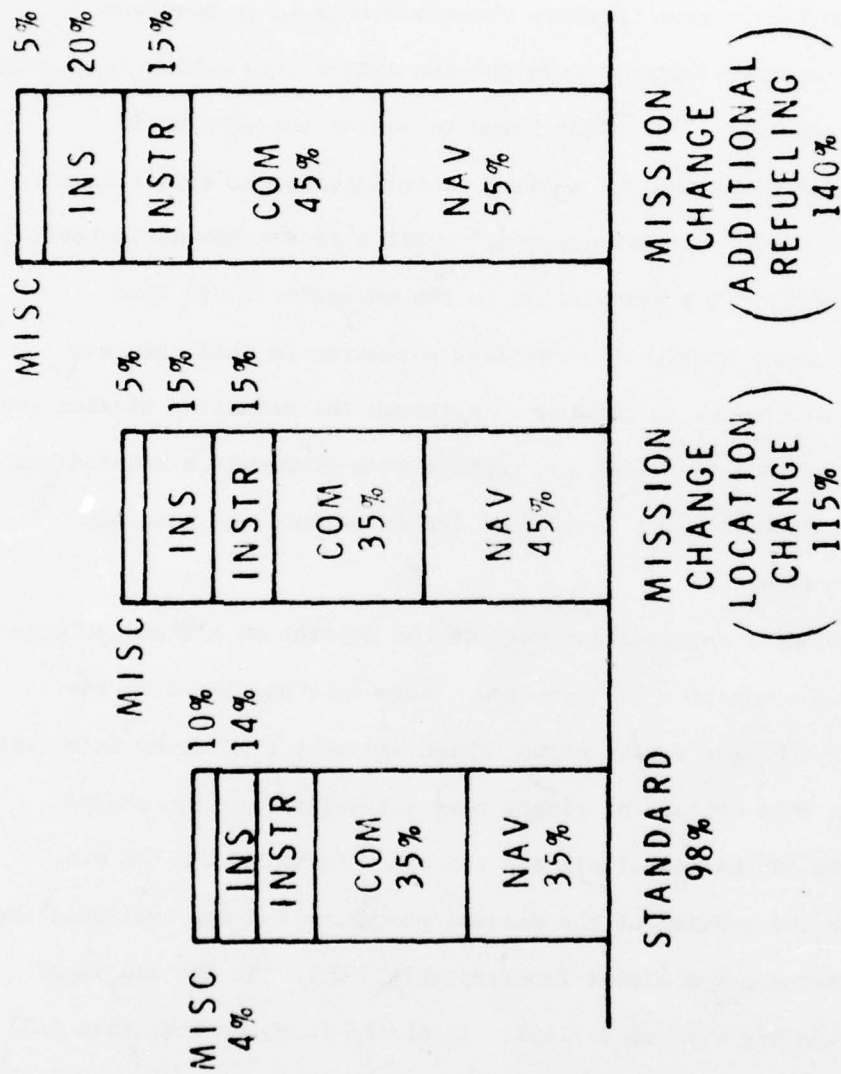 MISC
4%
10%
INS
14%
INSTR
COM
35%
NAV
35%
STANDARD
98%
MISC
5%
INS
15%
INSTR
15%
COM
35%
NAV
45%
MISSION
CHANGE
(LOCATION
CHANGE)
115%
MISC
5%
INS
20%
INSTR
15%
COM
45%
NAV
55%
MISSION
CHANGE
(ADDITIONAL
REFUELING)
140%